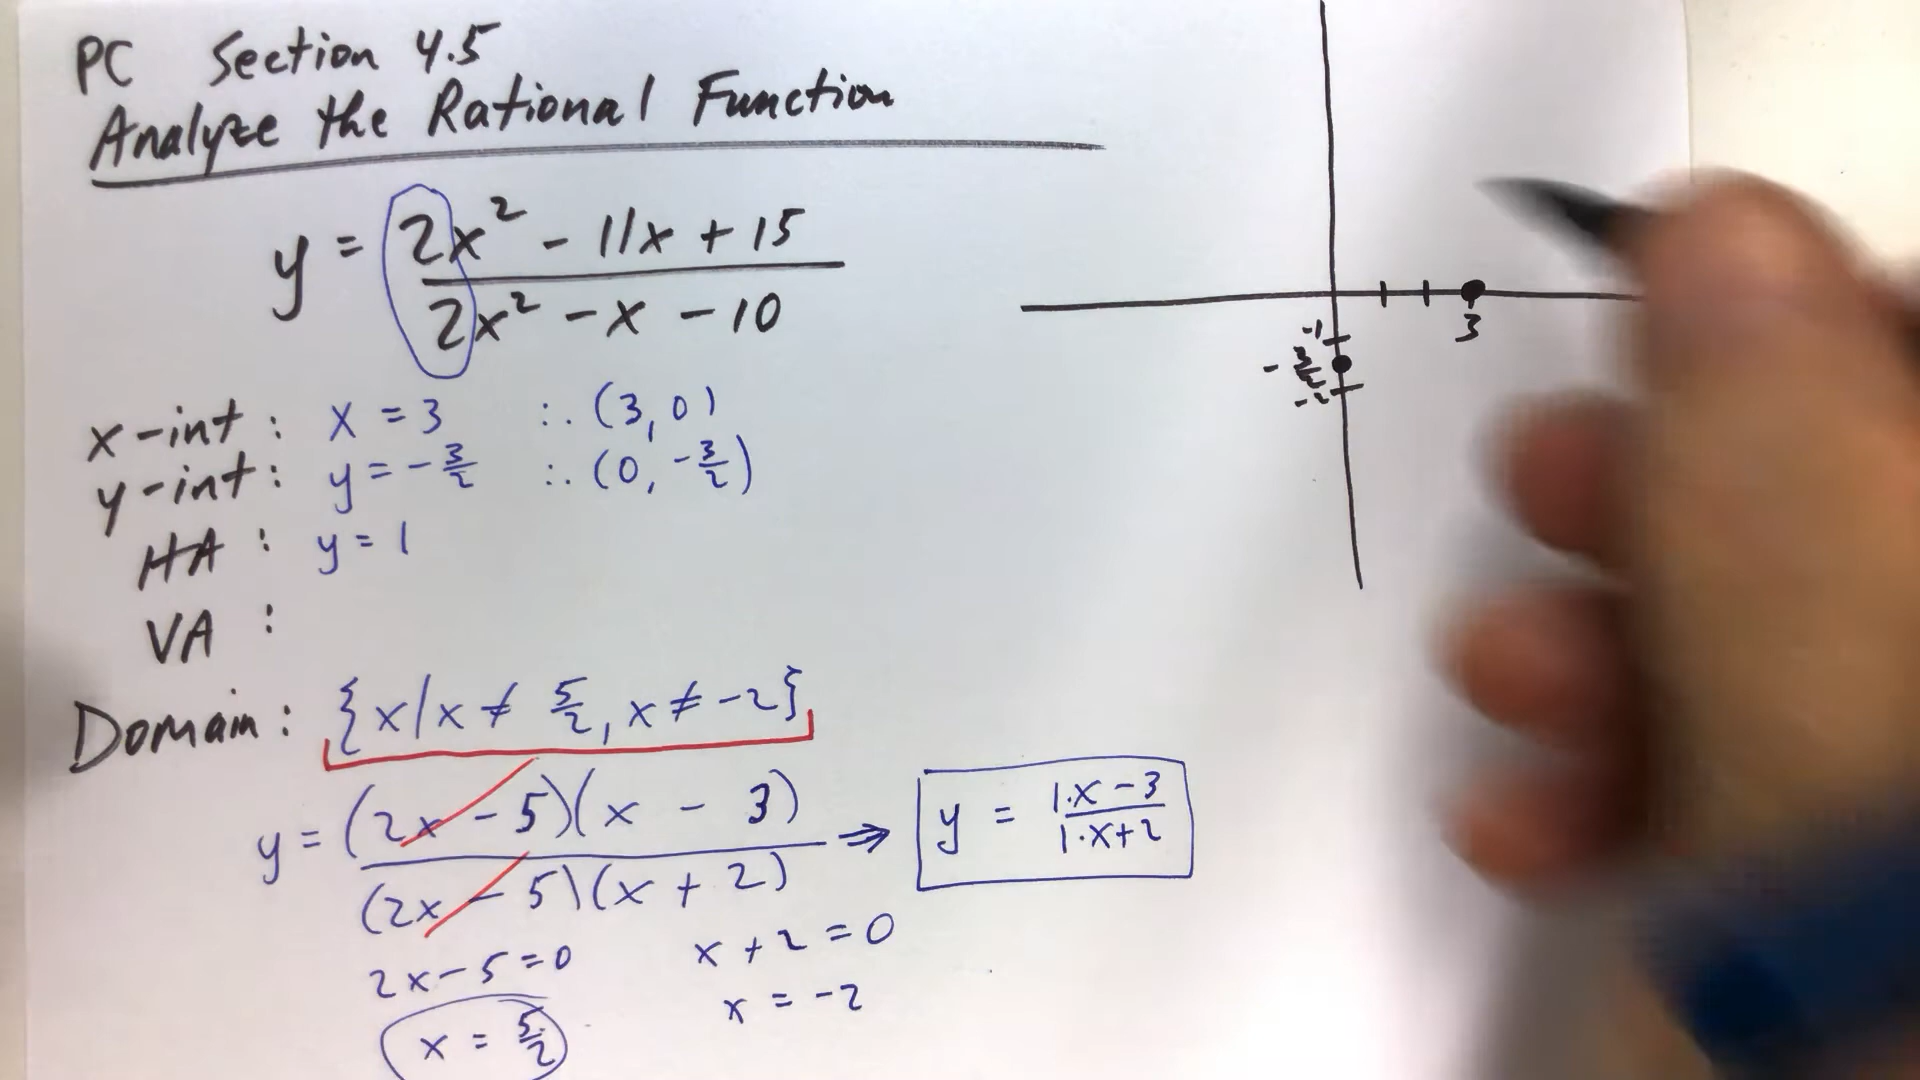 PC Section 4.5
Analyze the Rational Function
y = (2x² - 11x + 15)/(2x² - x - 10)
x-int: x = 3 ∴ (3, 0)
y-int: y = -3/2 ∴ (0, -3/2)
HA: y = 1
VA:
Domain: {x/x ≠ 5/2, x ≠ -2}
y = (2x - 5)(x - 3)/(2x - 5)(x + 2) ⇒ y = (1·x - 3)/(1·x + 2)
2x - 5 = 0 x + 2 = 0
x = 5/2 x = -2
3
-1
-3/2
-2